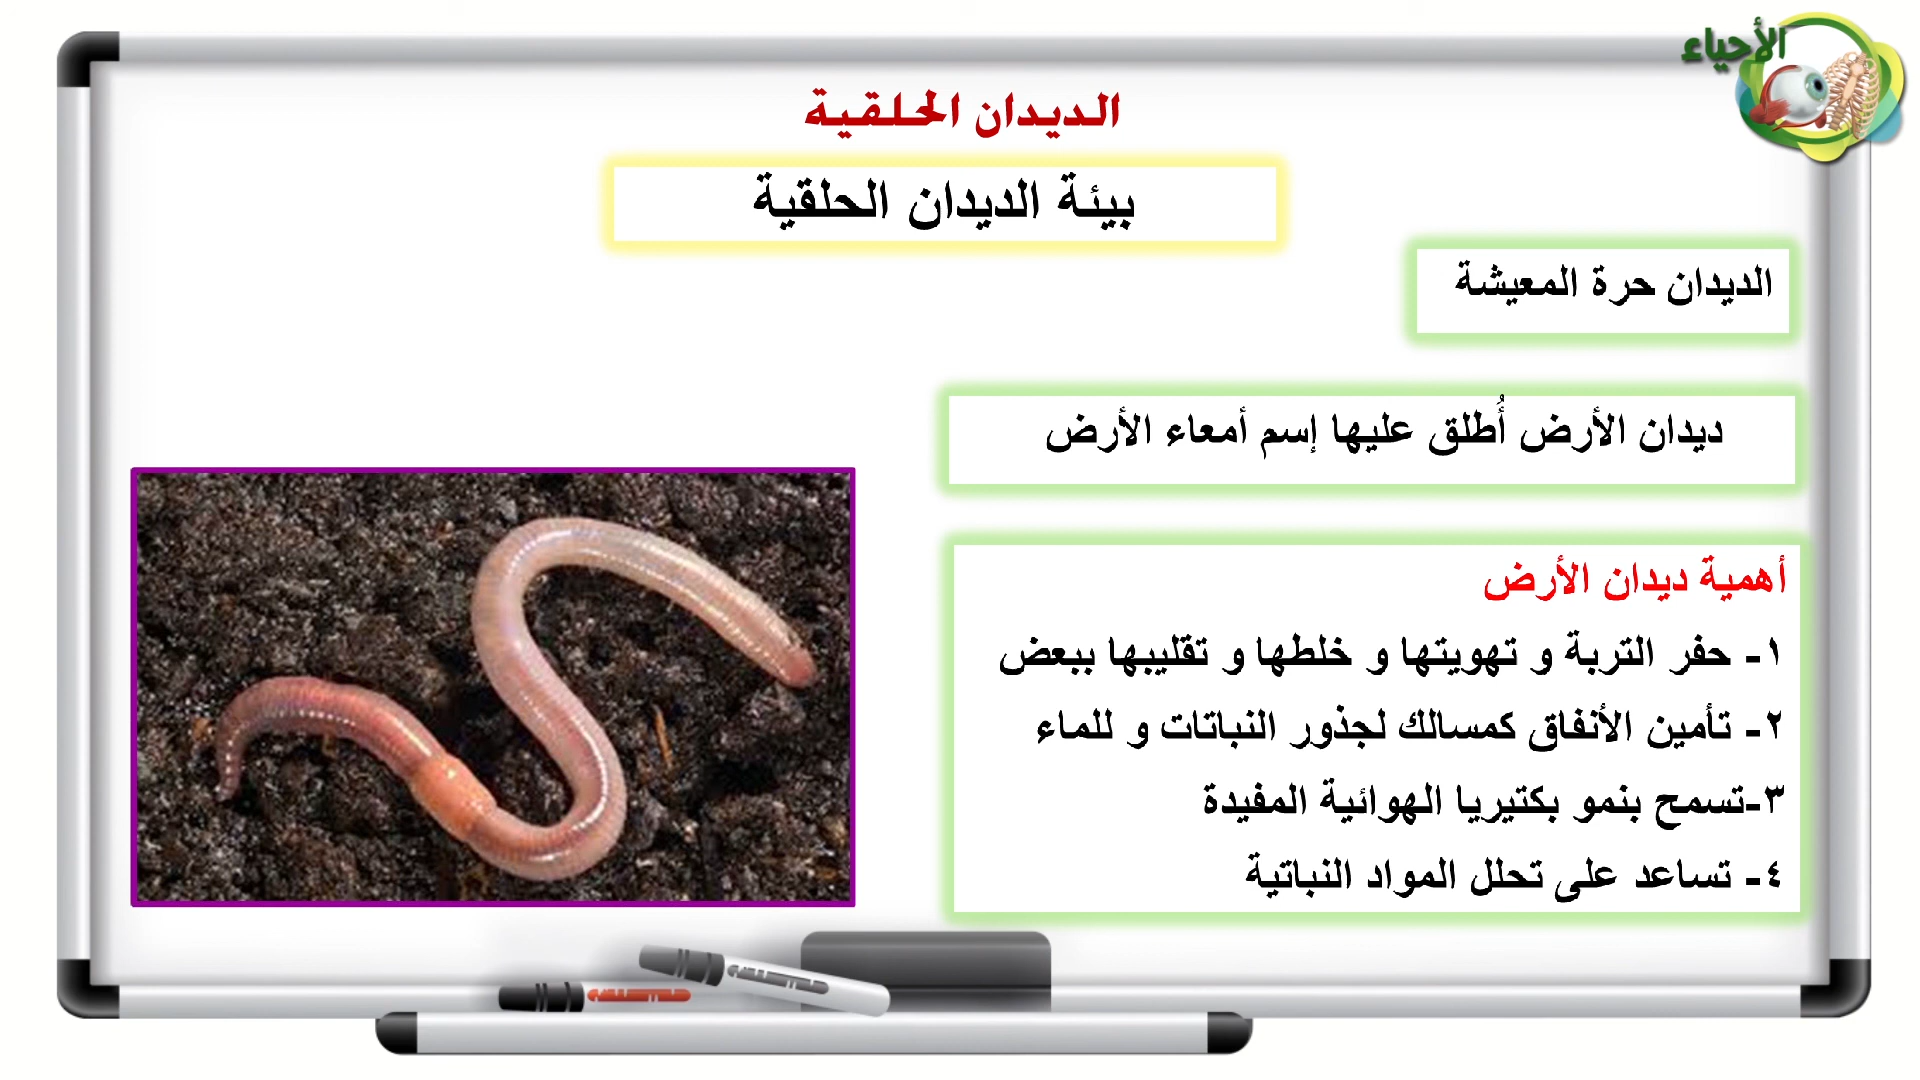 الأحياء
الديدان الحلقية
بيئة الديدان الحلقية
الديدان حرة المعيشة
ديدان الأرض أُطلق عليها إسم أمعاء الأرض
أهمية ديدان الأرض
١- حفر التربة و تهويتها و خلطها و تقليبها ببعض
٢- تأمين الأنفاق كمسالك لجذور النباتات و للماء
٣-تسمح بنمو بكتيريا الهوائية المفيدة
٤- تساعد على تحلل المواد النباتية